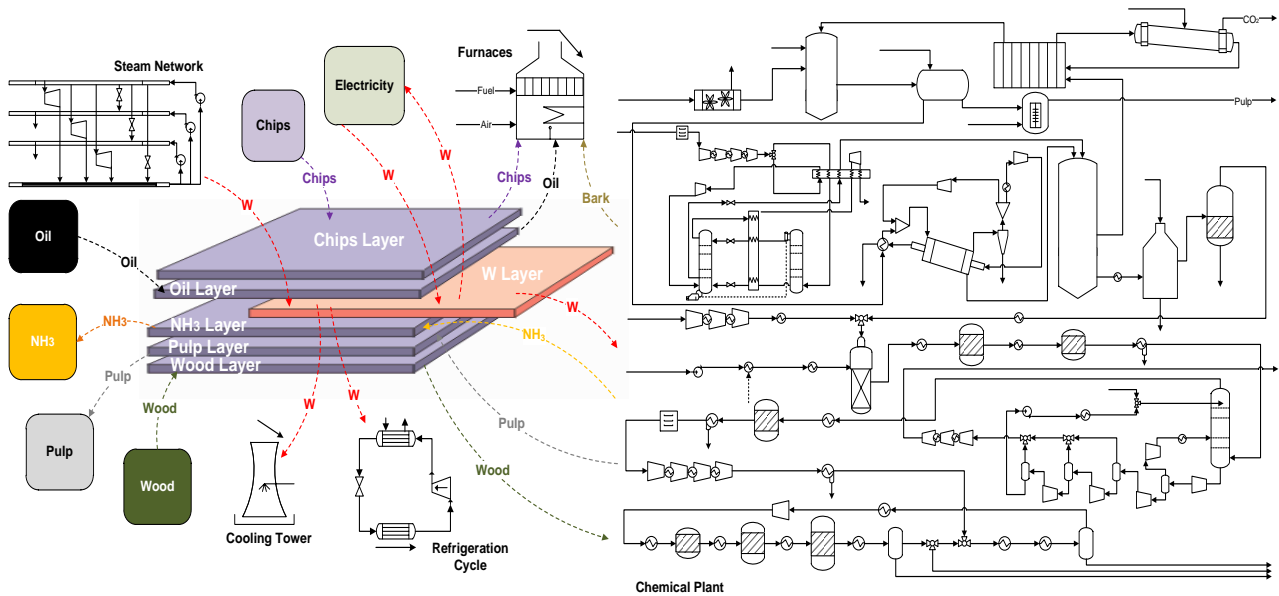 CO₂
Steam Network
Furnaces
Electricity
Fuel
Chips
Pulp
Air
W
W
Chips
Chips
Oil
W
Bark
Oil
Chips Layer
Oil
W Layer
Oil Layer
W
NH3
NH3
NH3 Layer
NH3
Pulp Layer
Wood Layer
Pulp
Wood
W
W
Pulp
Pulp
Wood
Wood
Cooling Tower
Refrigeration
Cycle
Chemical Plant